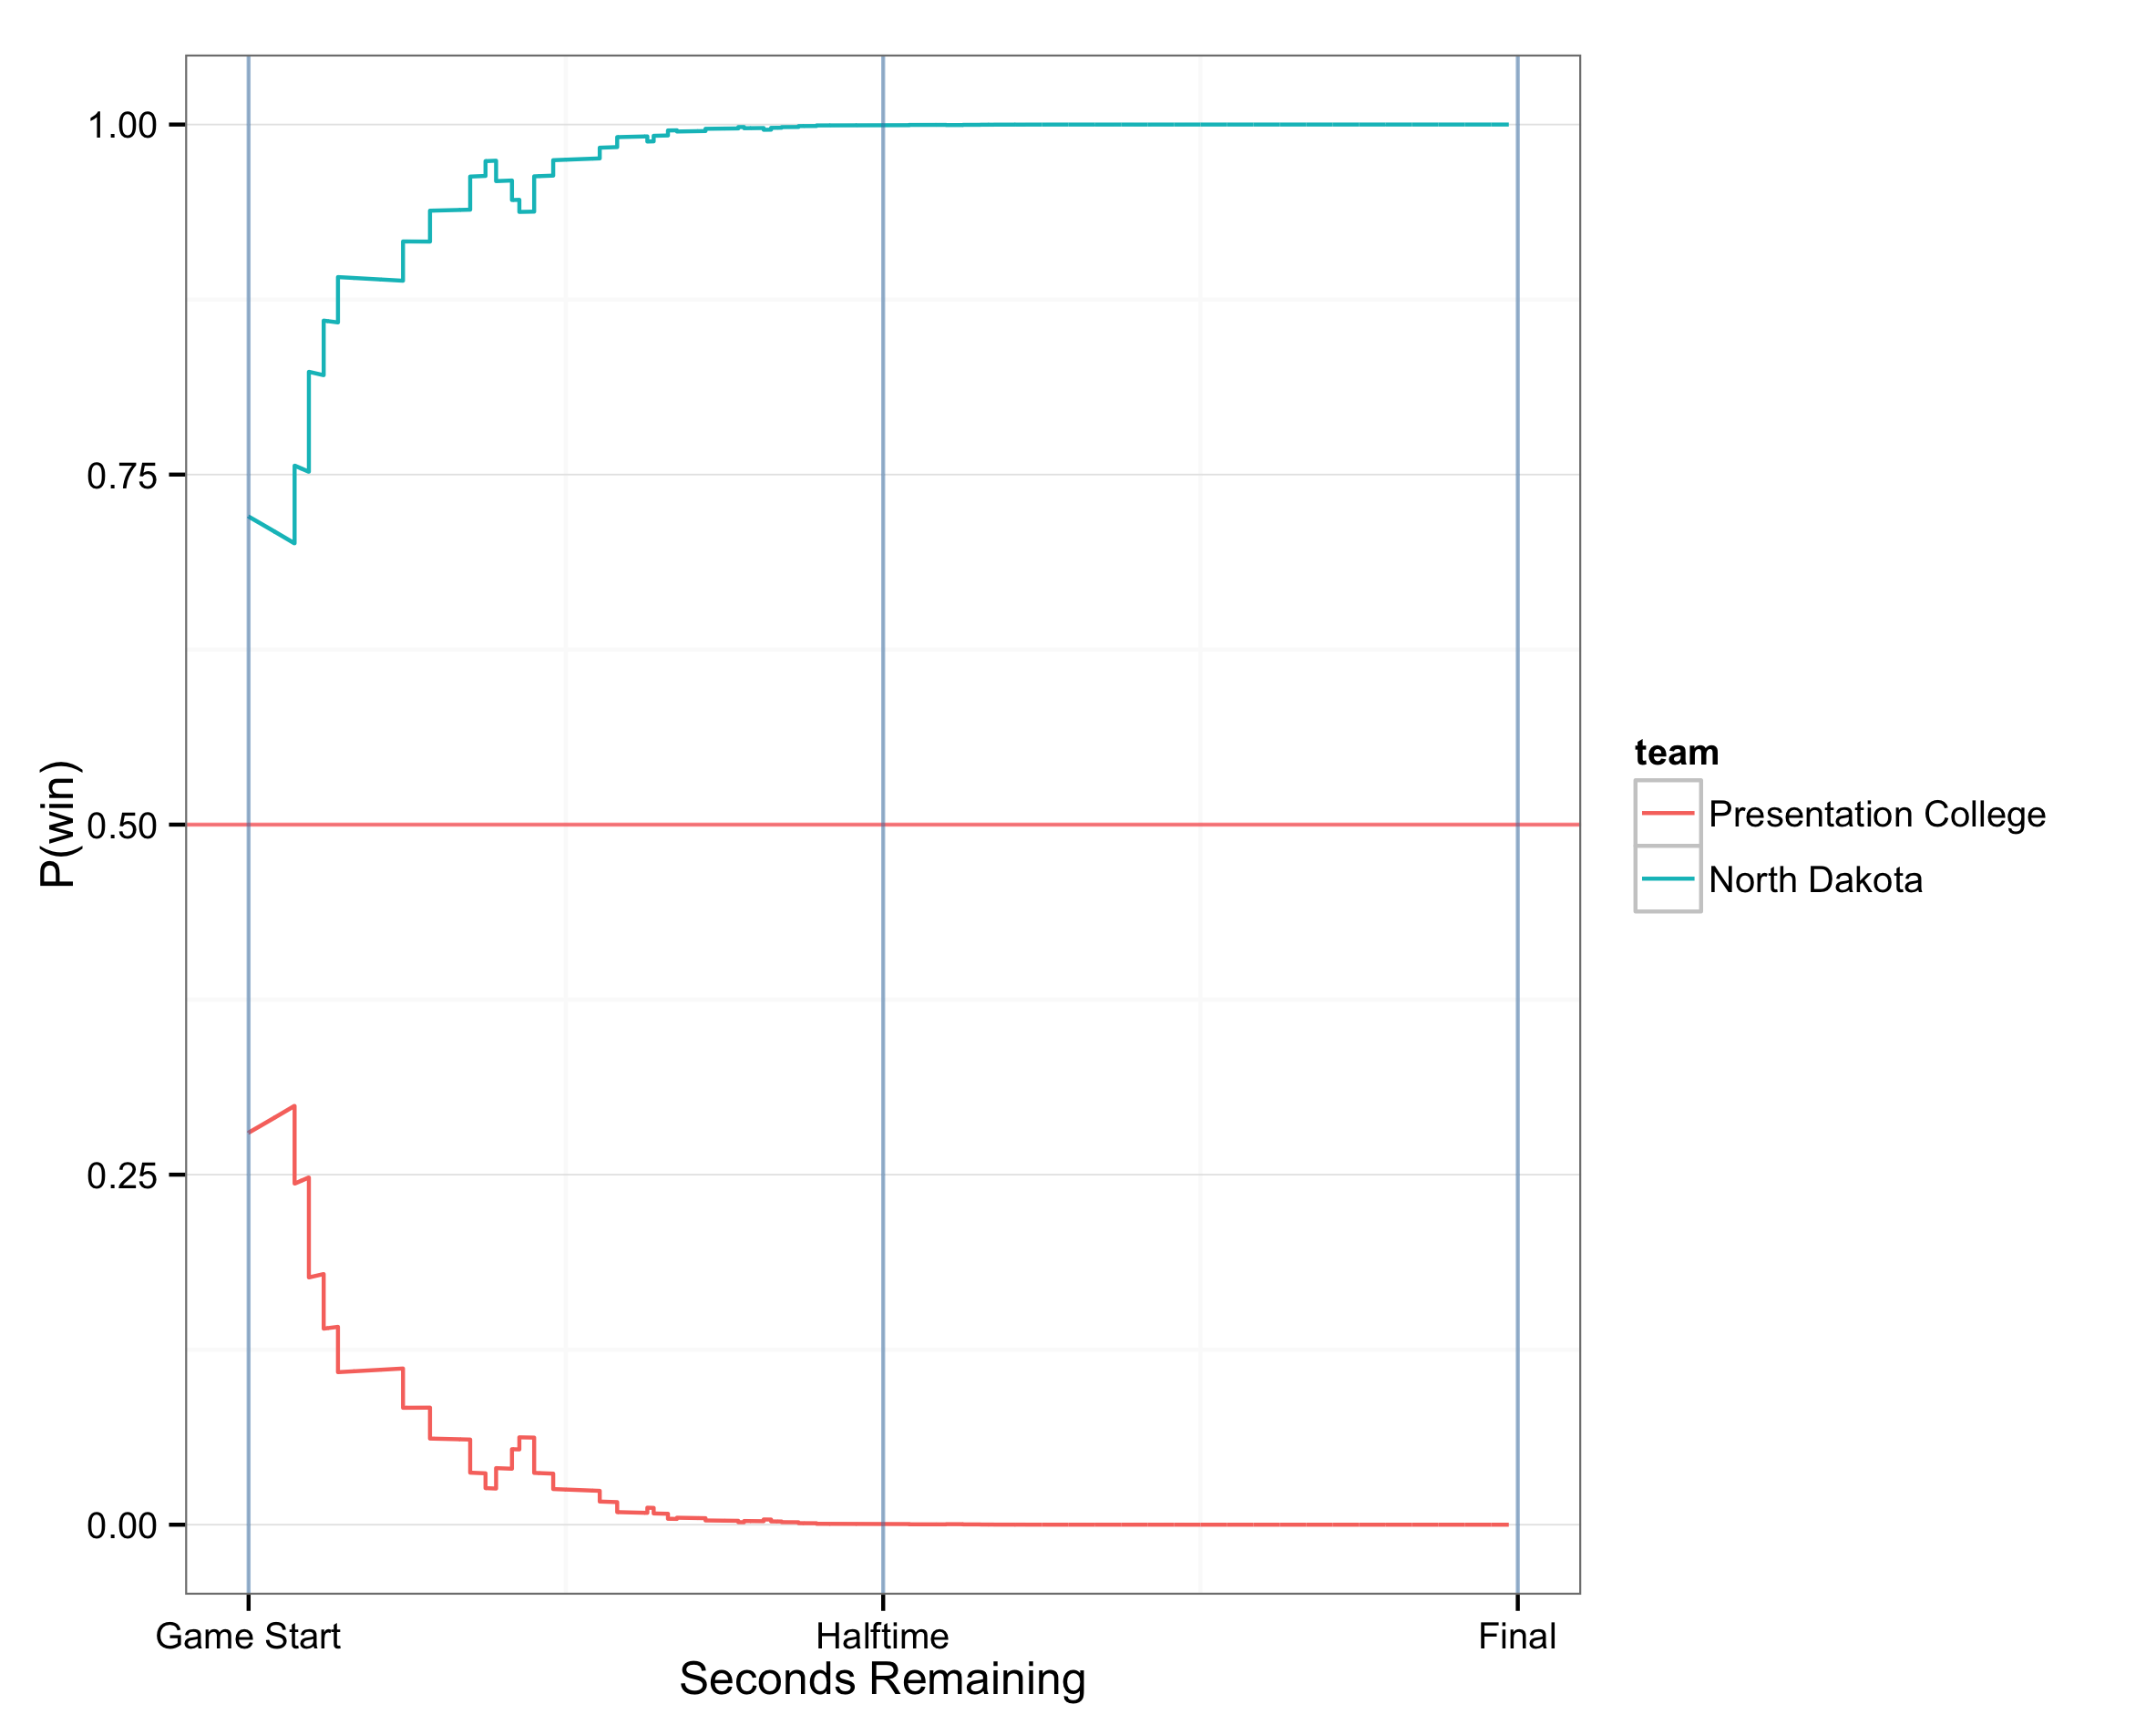 1.00
0.75
0.50
0.25
0.00
P(win)
Game Start
Halftime
Final
Seconds Remaining
team
Presentation College
North Dakota